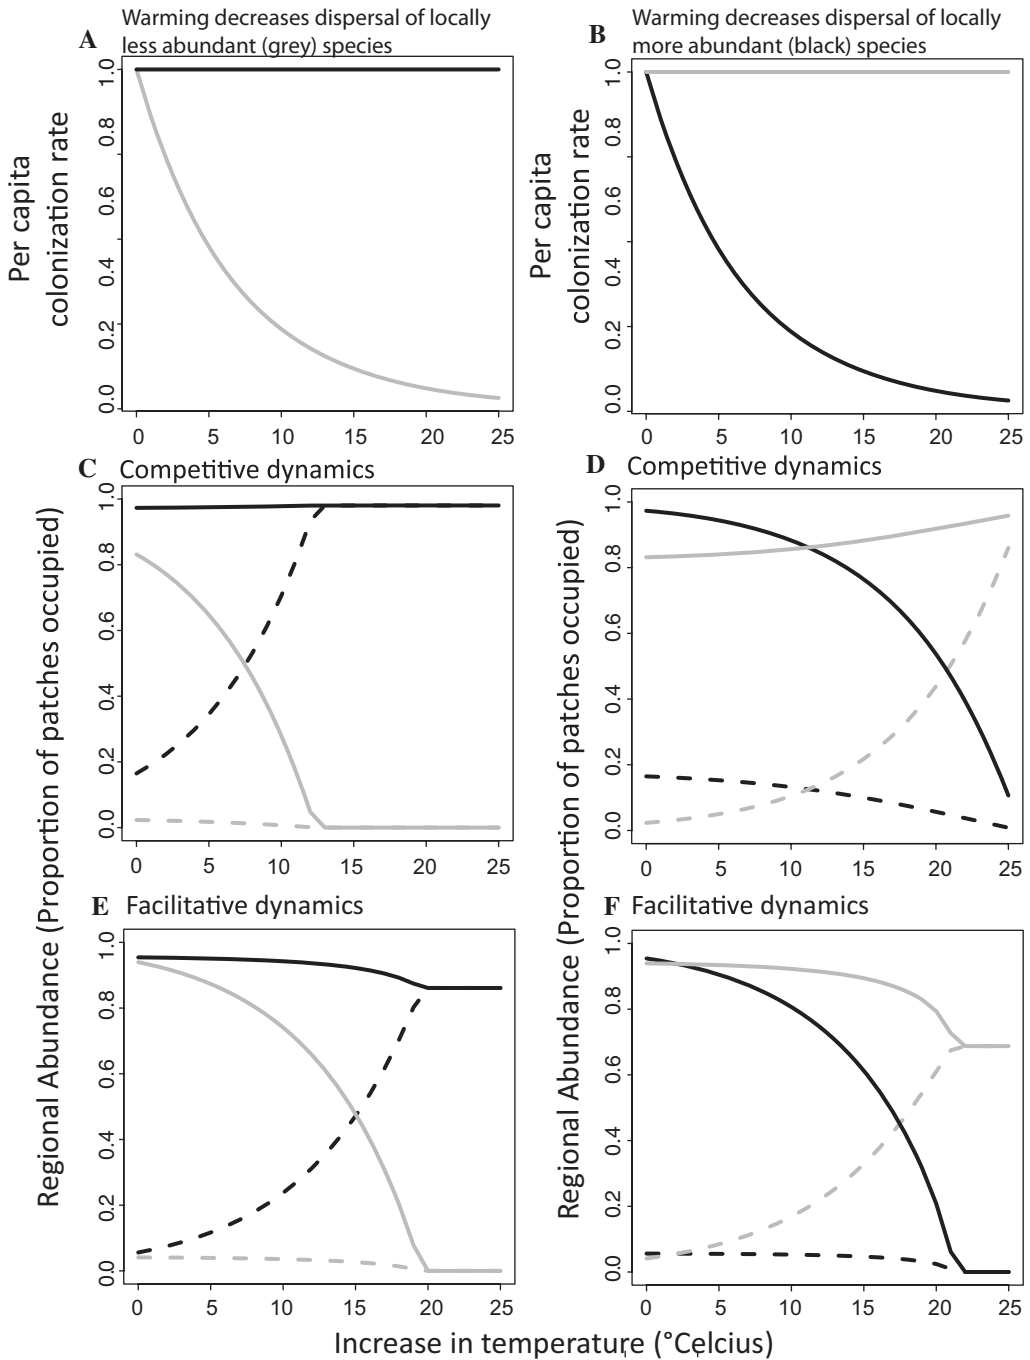 A Warming decreases dispersal of locally
less abundant (grey) species
B Warming decreases dispersal of locally
more abundant (black) species
Per capita
colonization rate
1.0
0.8
0.6
0.4
0.2
0.0
0 5 10 15 20 25
Per capita
colonization rate
1.0
0.8
0.6
0.4
0.2
0.0
0 5 10 15 20 25
C Competitive dynamics
1.0
0.8
0.6
0.4
0.2
0.0
0 5 10 15 20 25
D Competitive dynamics
1.0
0.8
0.6
0.4
0.2
0.0
0 5 10 15 20 25
Regional Abundance (Proportion of patches occupied)
Regional Abundance (Proportion of patches occupied)
E Facilitative dynamics
1.0
0.8
0.6
0.4
0.2
0.0
0 5 10 15 20 25
F Facilitative dynamics
1.0
0.8
0.6
0.4
0.2
0.0
0 5 10 15 20 25
Increase in temperature (°Celcius)